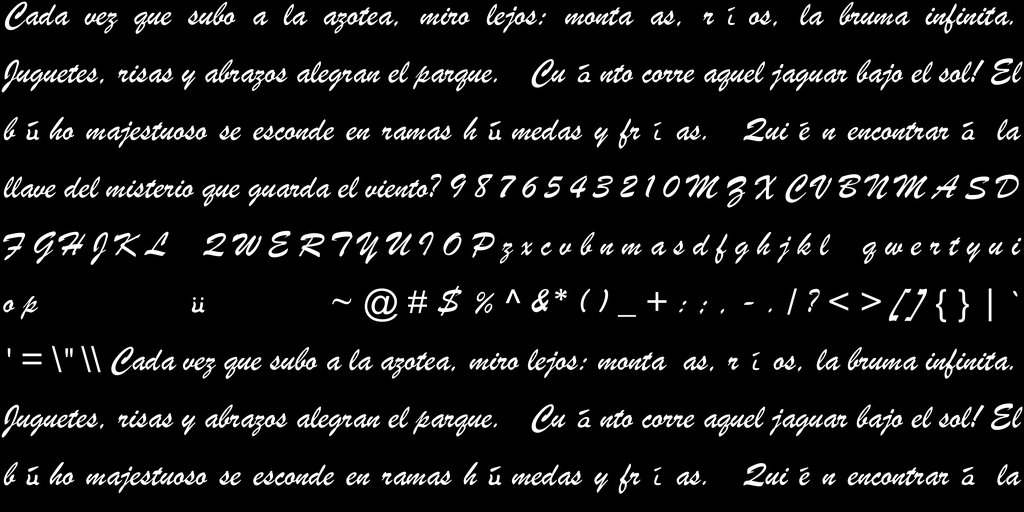 Cada vez que subo a la azotea, miro lejos: monta as, r í os, la bruma infinita.
Juguetes, risas y abrazos alegran el parque. Cu á nto corre aquel jaguar bajo el sol! El
b ú ho majestuoso se esconde en ramas h ú medas y fr í as. Qui é n encontrar á la
llave del misterio que guarda el viento? 9 8 7 6 5 4 3 2 1 0 M Z X C V B N M A S D
F G H J K L Q W E R T Y U I O P z x c v b n m a s d f g h j k l q w e r t y u i
o p ü ~ @ # $ % ^ & * ( ) _ + : ; , - . / ? < > [ ] { } | `
' = \" \\ Cada vez que subo a la azotea, miro lejos: monta as, r í os, la bruma infinita.
Juguetes, risas y abrazos alegran el parque. Cu á nto corre aquel jaguar bajo el sol! El
b ú ho majestuoso se esconde en ramas h ú medas y fr í as. Qui é n encontrar á la